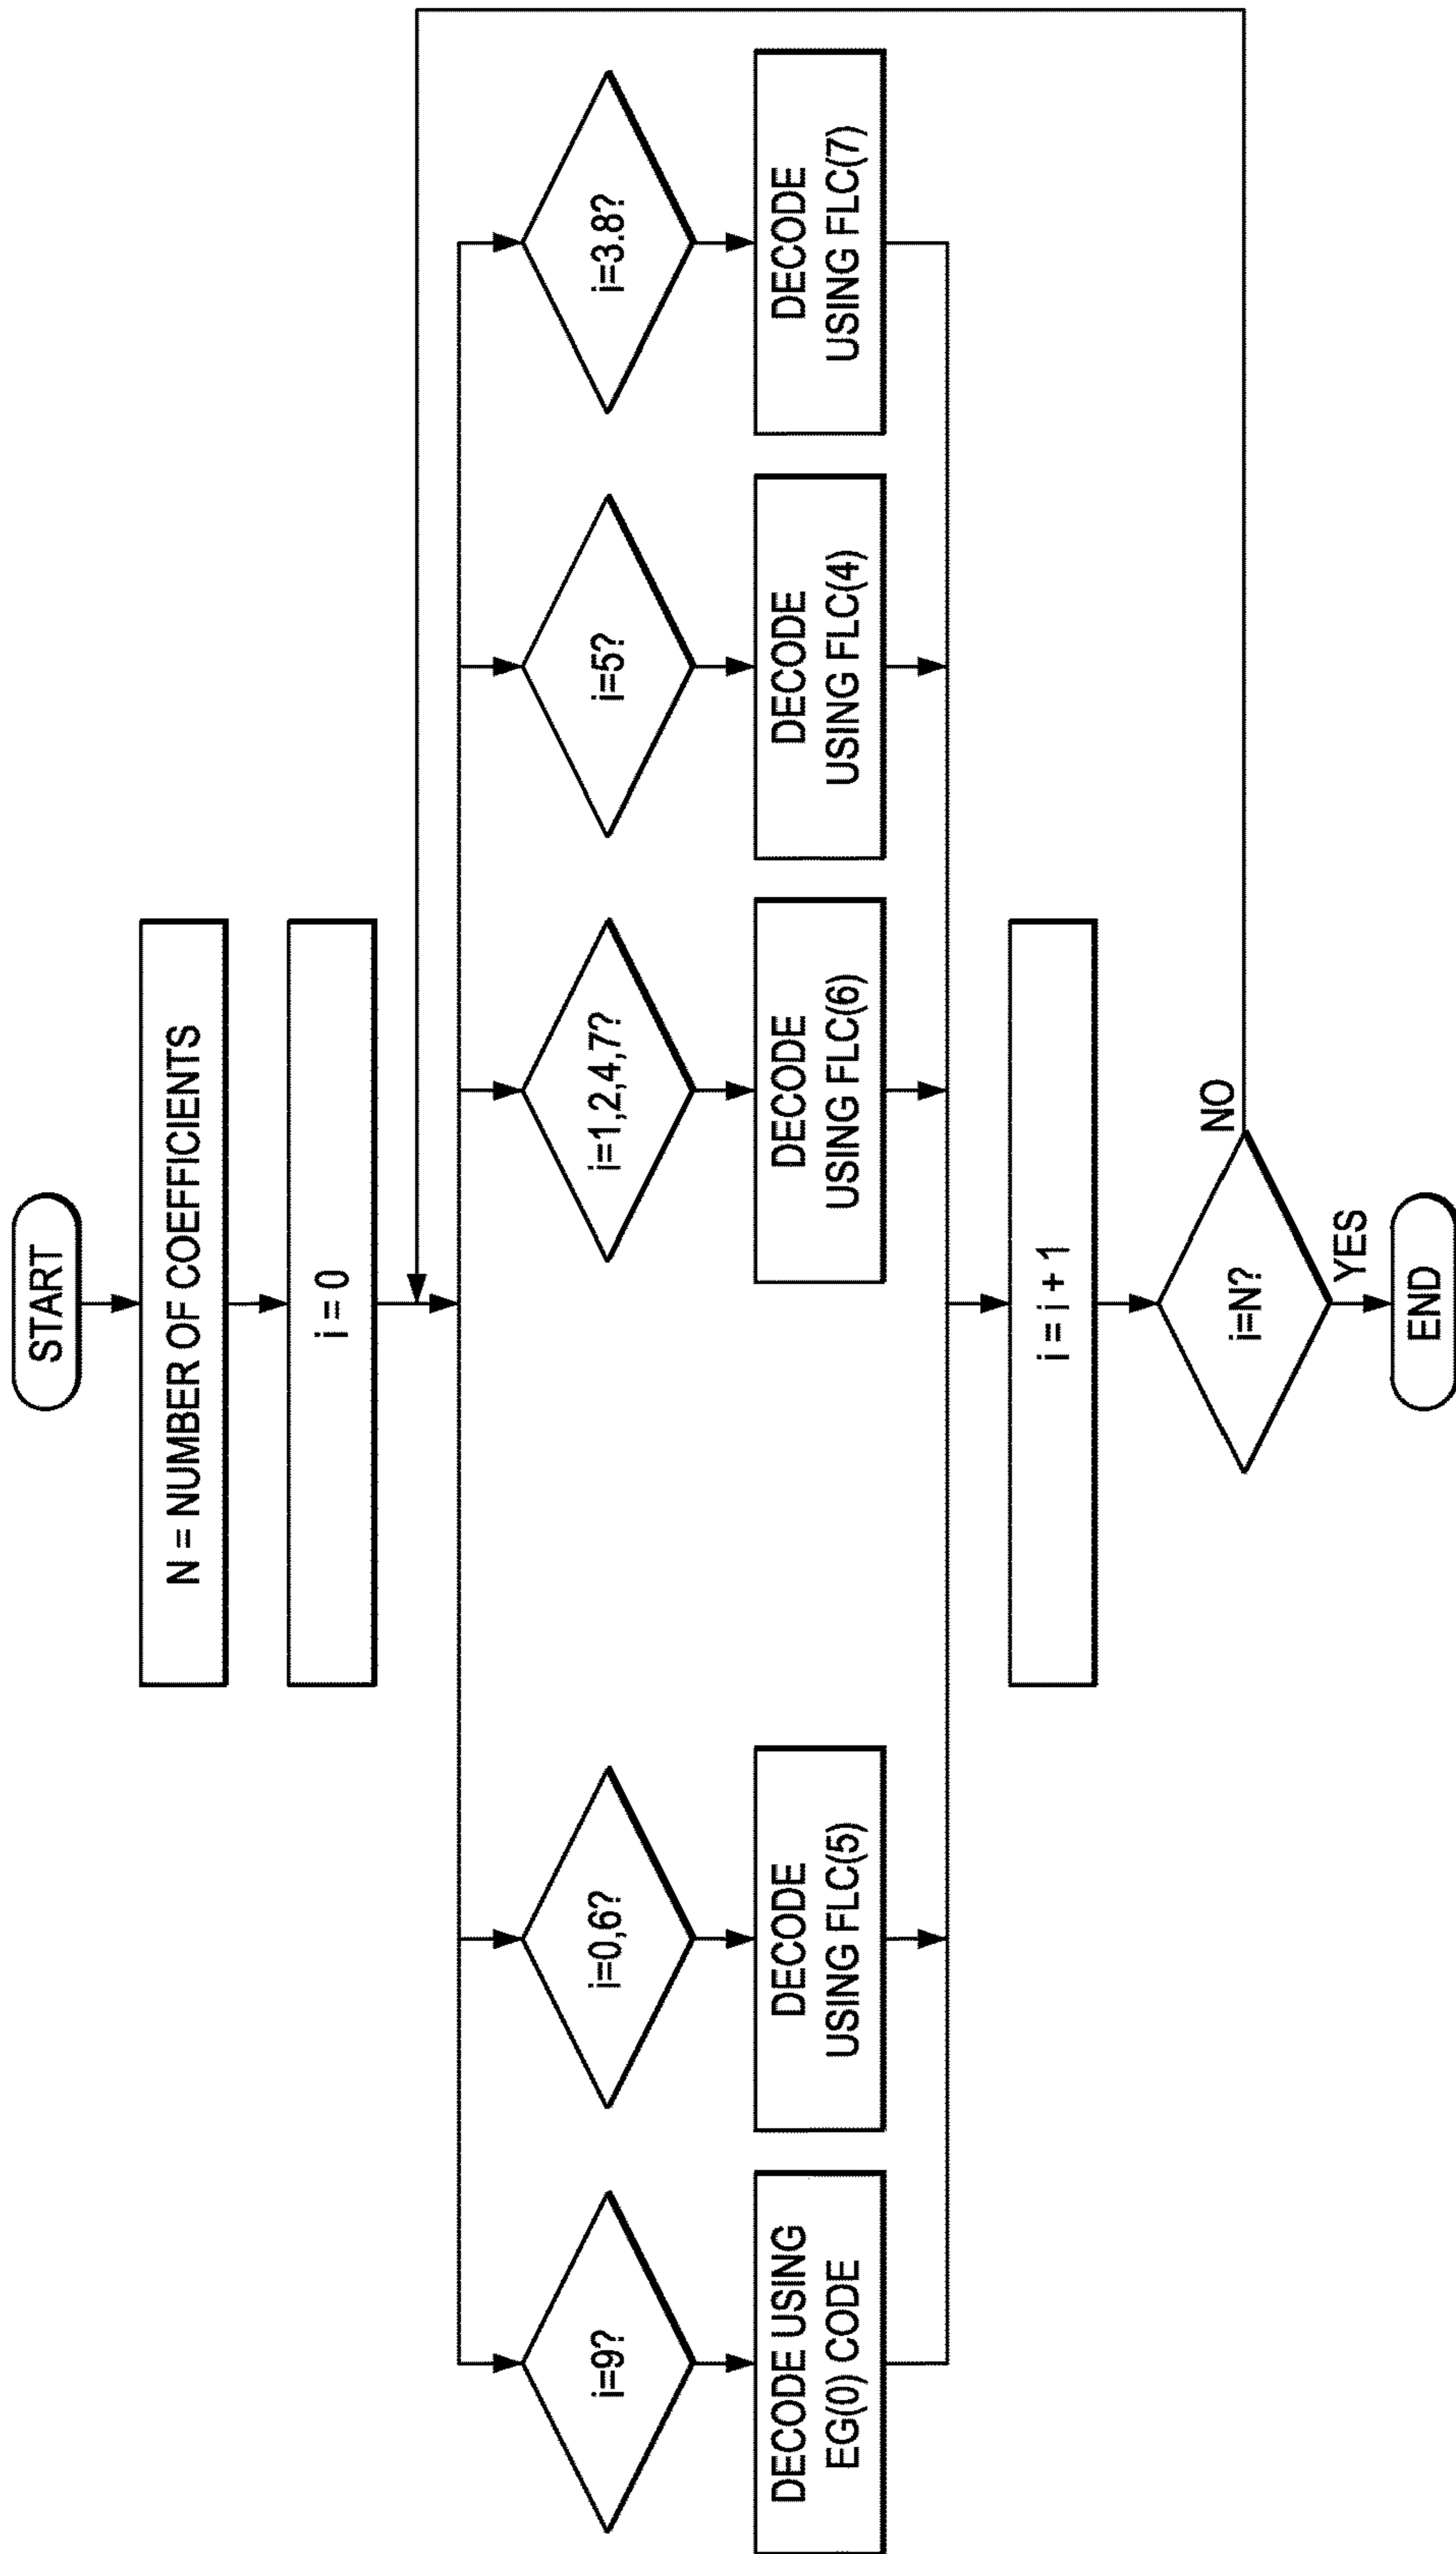 START
N = NUMBER OF COEFFICIENTS
i = 0
i=9?
i=0,6?
i=1,2,4,7?
i=5?
i=3.8?
DECODE USING
EG(0) CODE
DECODE
USING FLC(5)
DECODE
USING FLC(6)
DECODE
USING FLC(4)
DECODE
USING FLC(7)
i = i + 1
i=N?
NO
YES
END